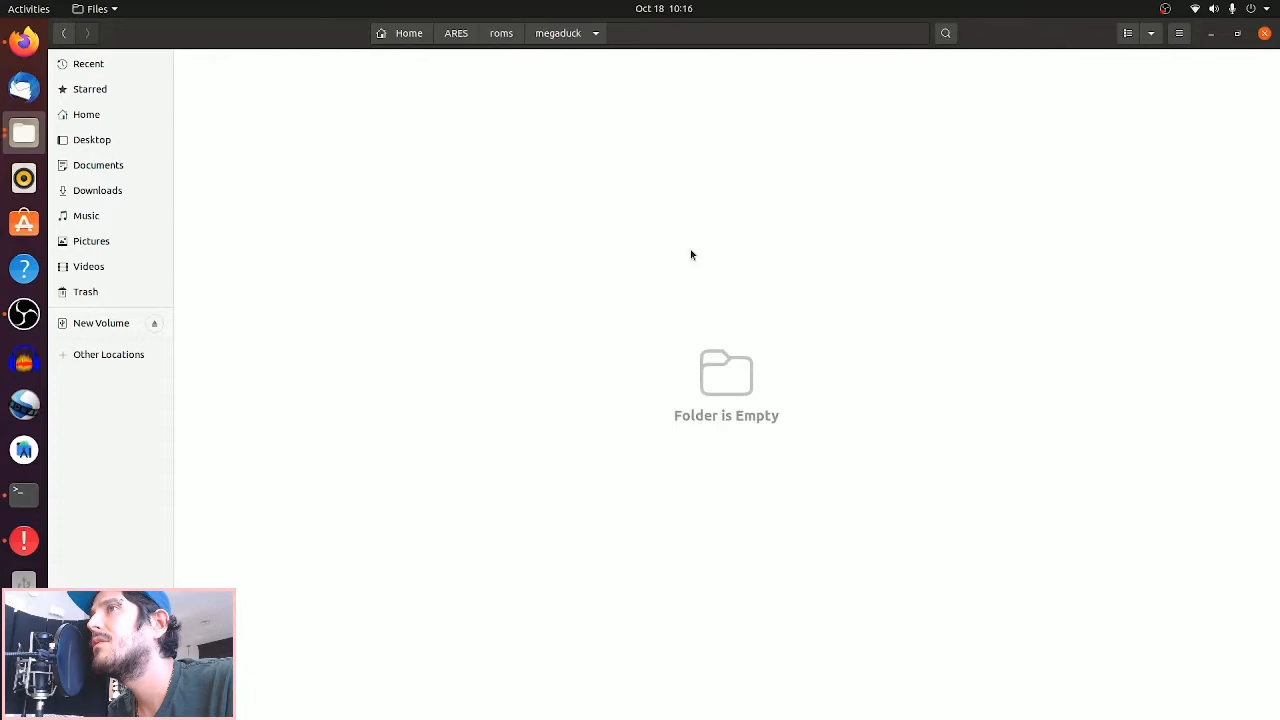 Activities
Files
Oct 18 10:16
Home
ARES
roms
megaduck
Recent
Starred
Home
Desktop
Documents
Downloads
Music
Pictures
Videos
Trash
New Volume
Other Locations
Folder is Empty